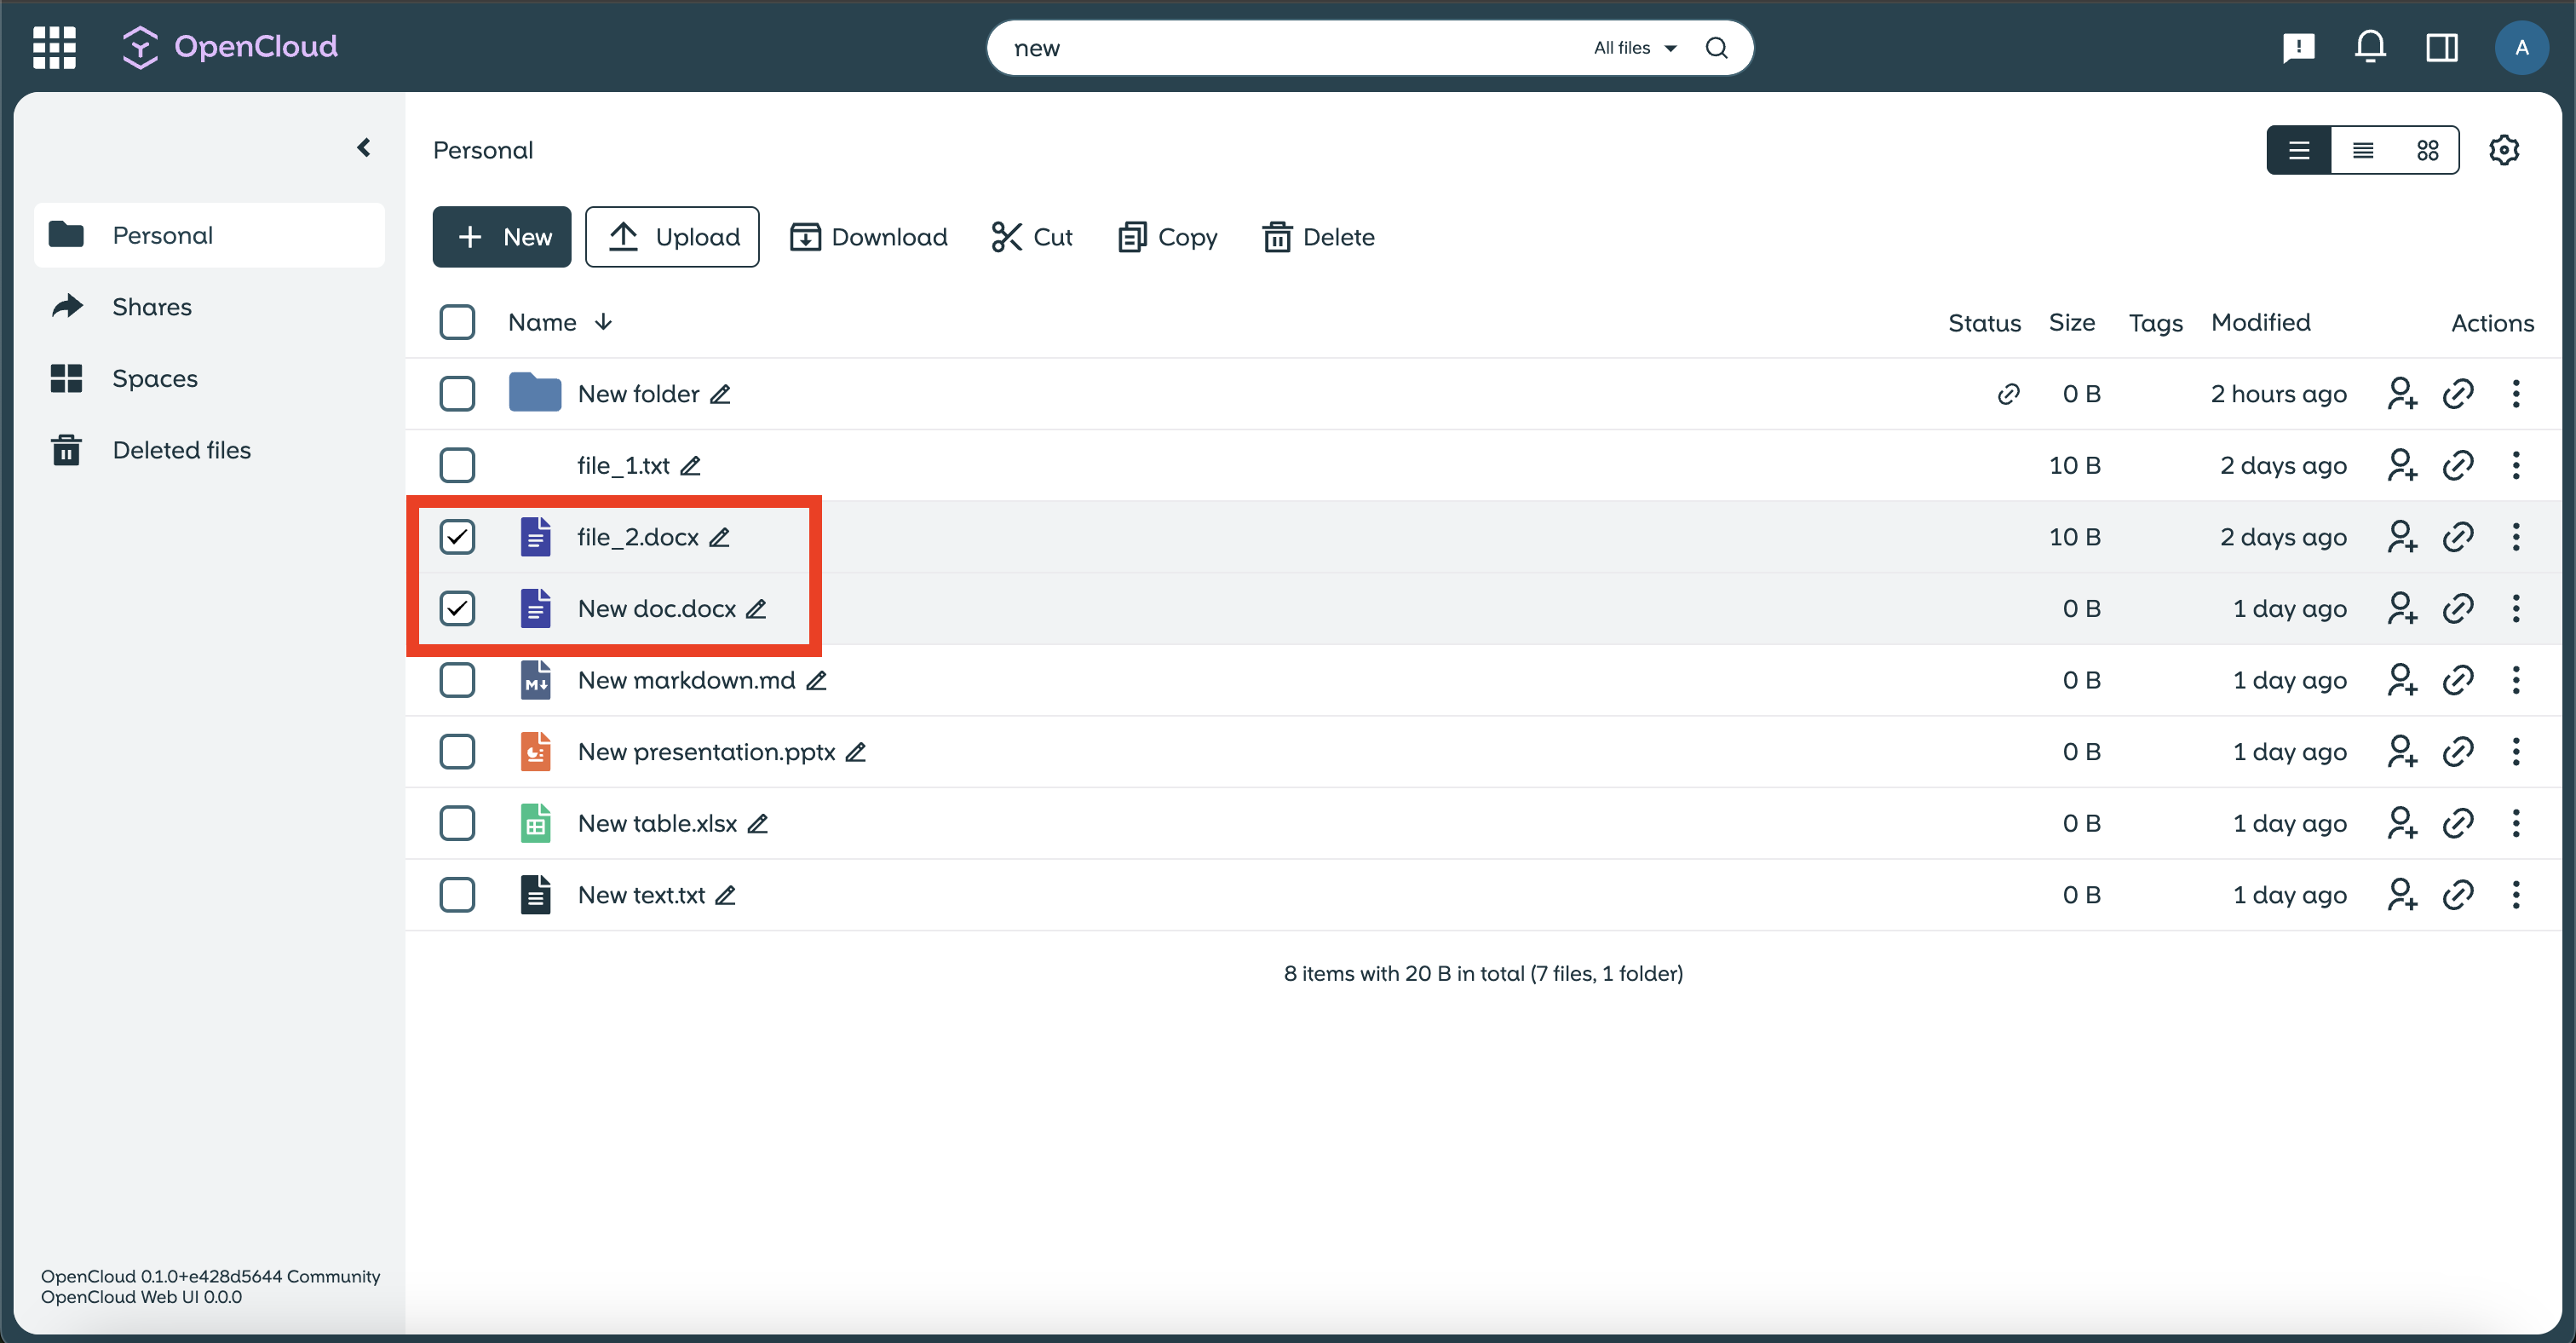 OpenCloud
new All files
A
Personal
New Upload Download Cut Copy Delete
Personal
Shares
Spaces
Deleted files
Name Status Size Tags Modified Actions
New folder 0 B 2 hours ago
file_1.txt 10 B 2 days ago
file_2.docx 10 B 2 days ago
New doc.docx 0 B 1 day ago
M New markdown.md 0 B 1 day ago
New presentation.pptx 0 B 1 day ago
New table.xlsx 0 B 1 day ago
New text.txt 0 B 1 day ago
8 items with 20 B in total (7 files, 1 folder)
OpenCloud 0.1.0+e428d5644 Community
OpenCloud Web UI 0.0.0